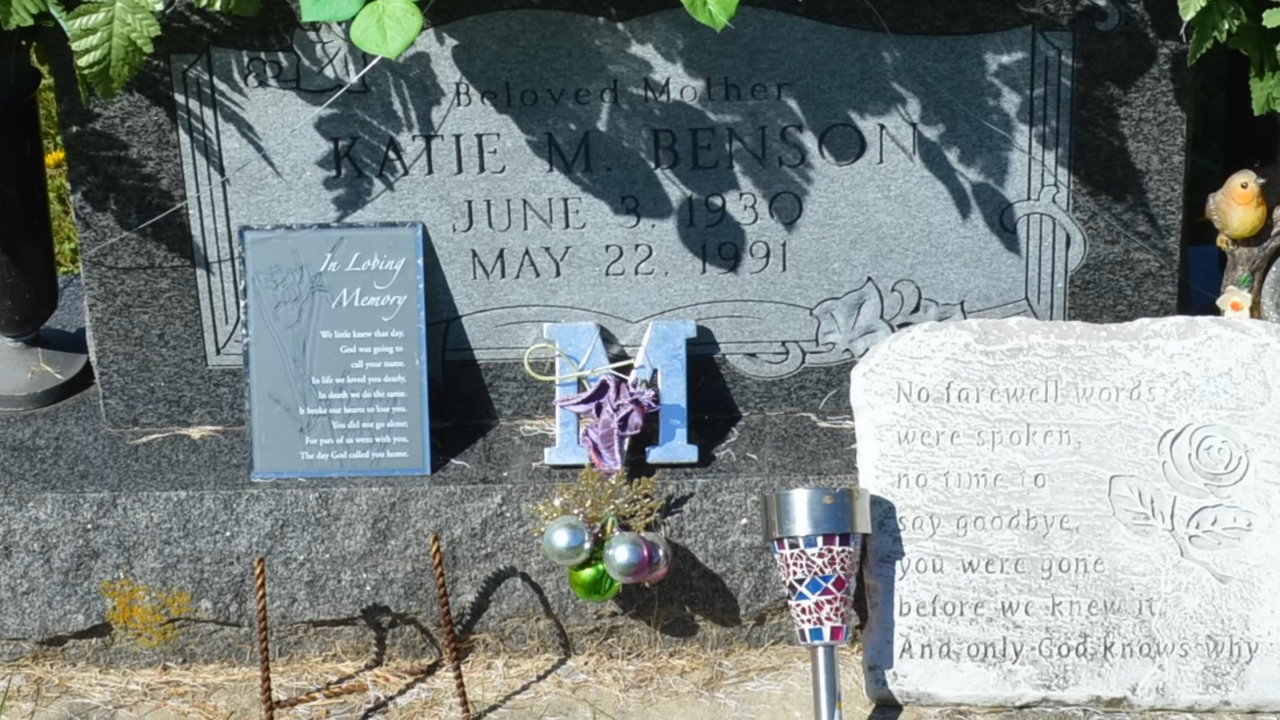 Beloved Mother
KATIE M. BENSON
JUNE 3, 1930
MAY 22, 1991
In Loving
Memory
We little knew that day,
God was going to
call your name.
In life we loved you dearly,
In death we do the same.
It broke our hearts to lose you.
You did not go alone;
For part of us went with you,
The day God called you home.
M
No farewell words
were spoken,
no time to
say goodbye,
you were gone
before we knew it,
And only God knows why